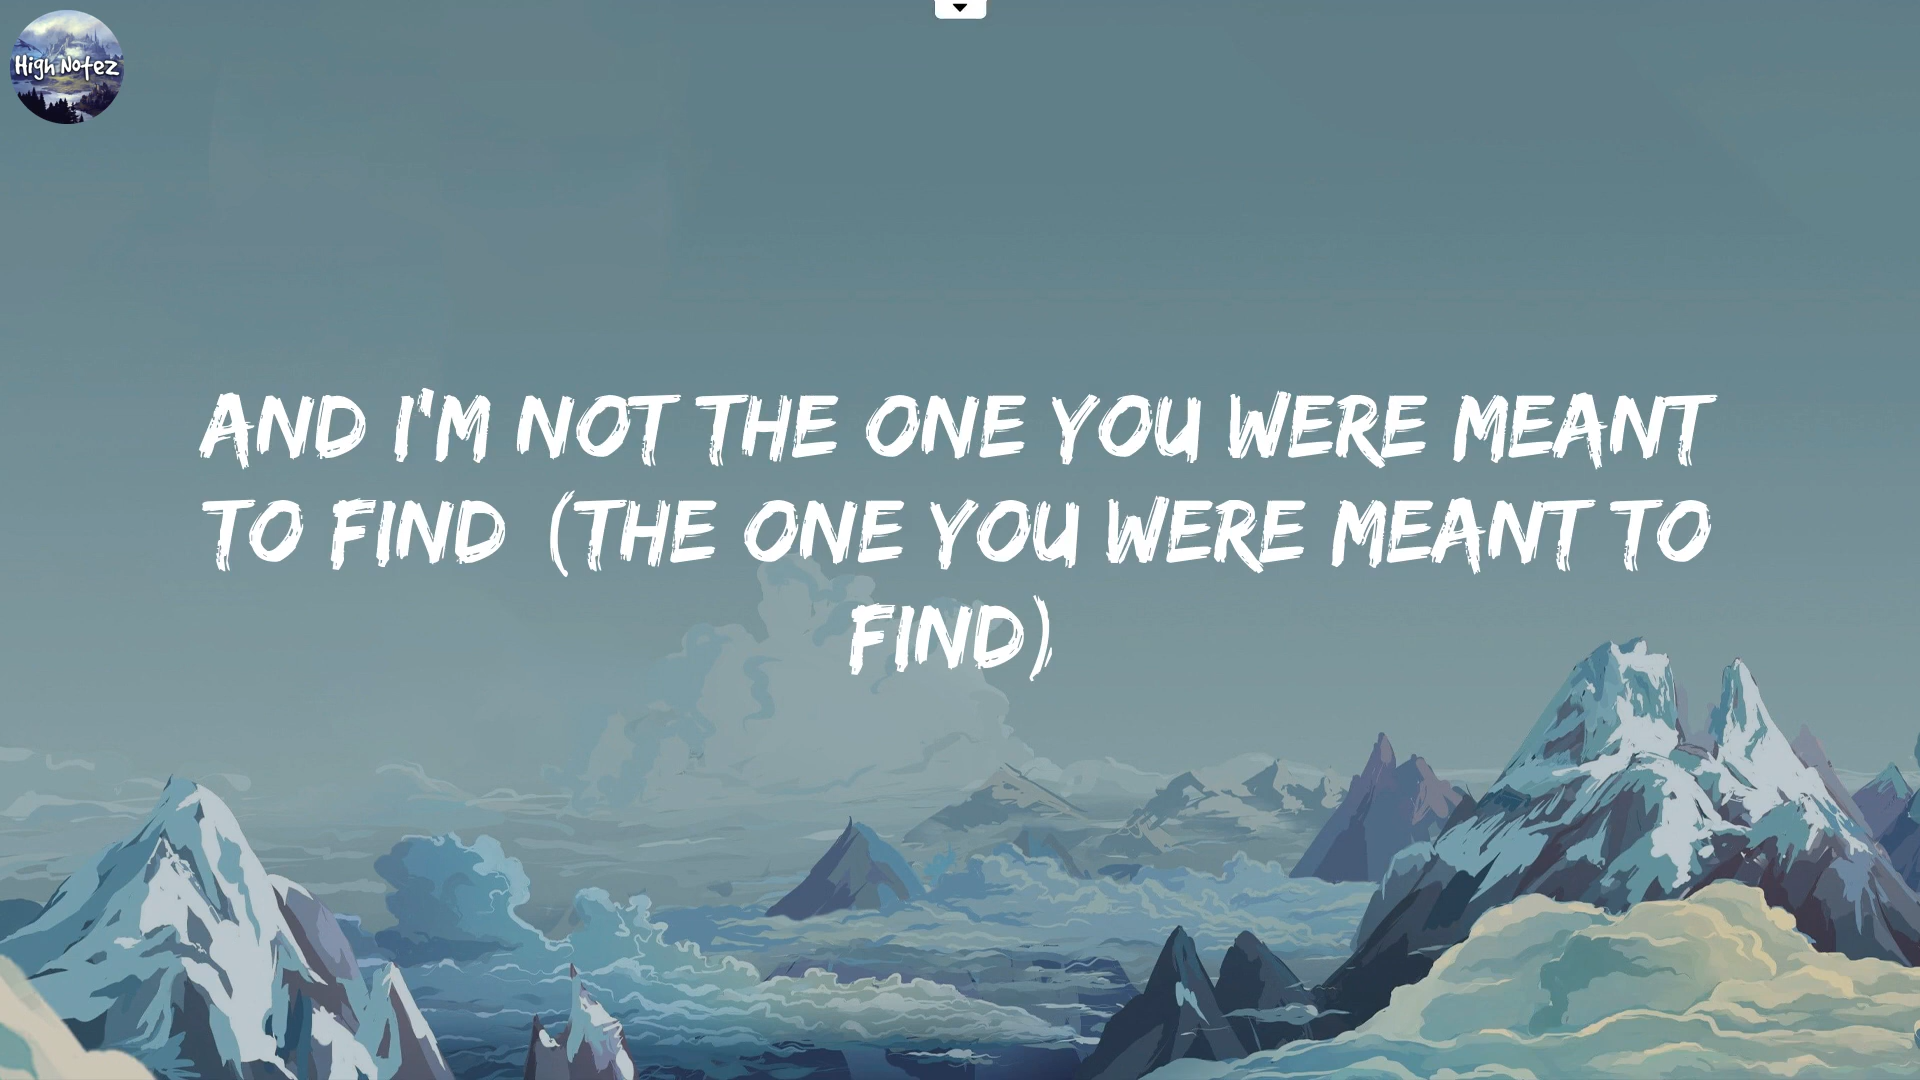 High Notez
AND I'M NOT THE ONE YOU WERE MEANT
TO FIND (THE ONE YOU WERE MEANT TO
FIND)